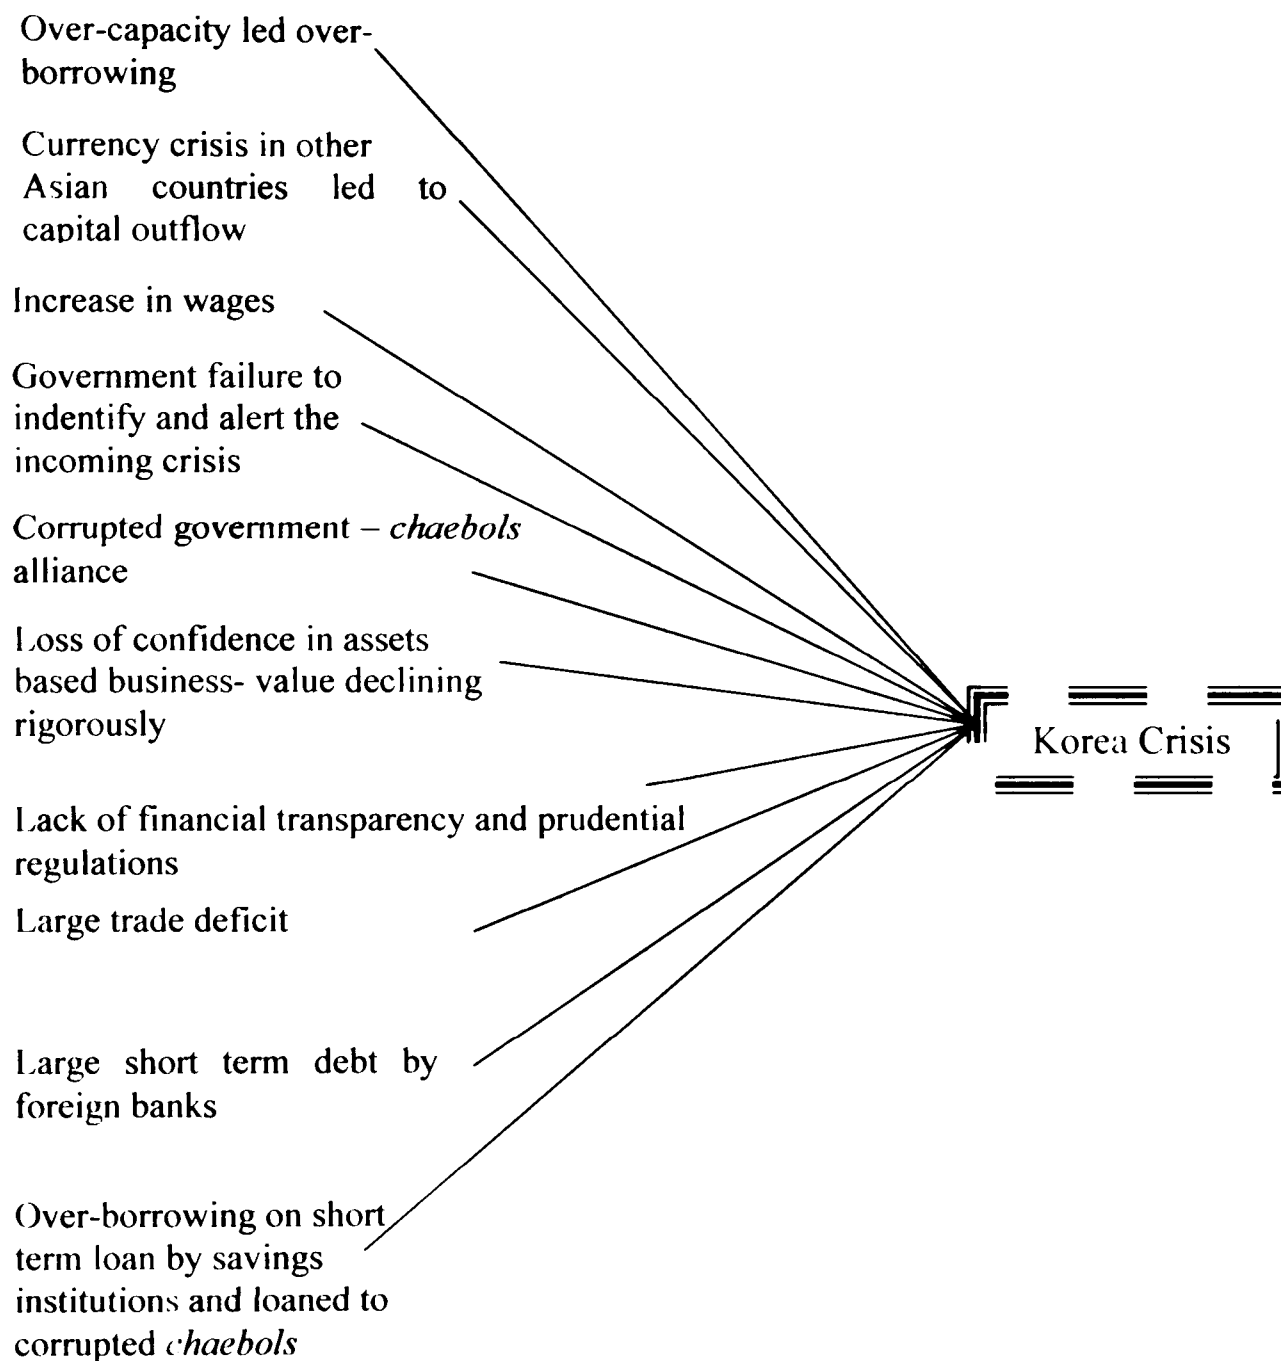 Over-capacity led over-
borrowing
Currency crisis in other
Asian countries led to
capital outflow
Increase in wages
Government failure to
indentify and alert the
incoming crisis
Corrupted government – chaebols
alliance
Loss of confidence in assets
based business- value declining
rigorously
Korea Crisis
Lack of financial transparency and prudential
regulations
Large trade deficit
Large short term debt by
foreign banks
Over-borrowing on short
term loan by savings
institutions and loaned to
corrupted chaebols